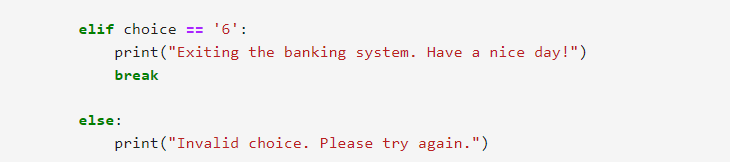 elif choice == '6':
print("Exiting the banking system. Have a nice day!")
break
else:
print("Invalid choice. Please try again.")